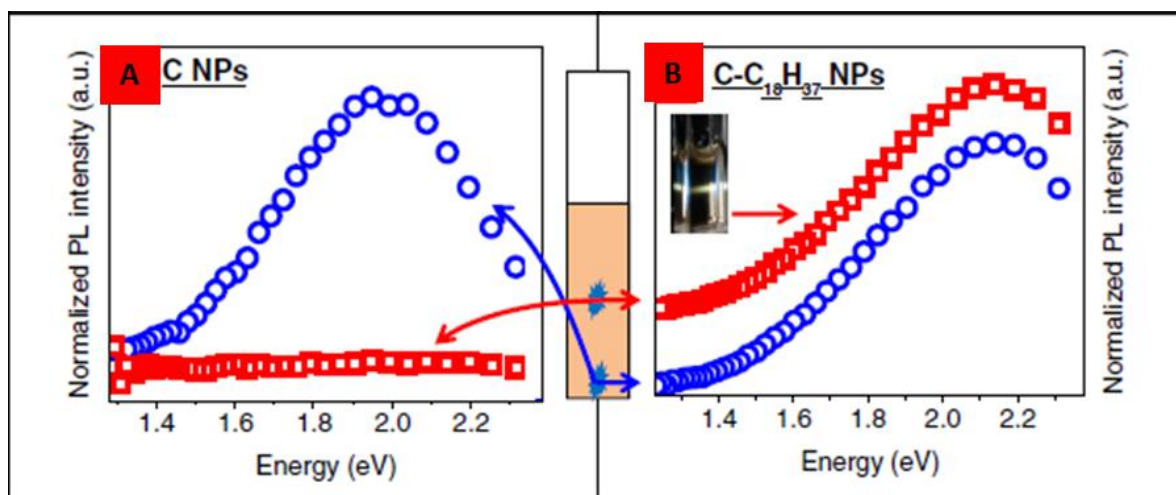 A
C NPs
Normalized PL intensity (a.u.)
1.4 1.6 1.8 2.0 2.2
Energy (eV)
B
C-C18H37 NPs
1.4 1.6 1.8 2.0 2.2
Energy (eV)
Normalized PL intensity (a.u.)